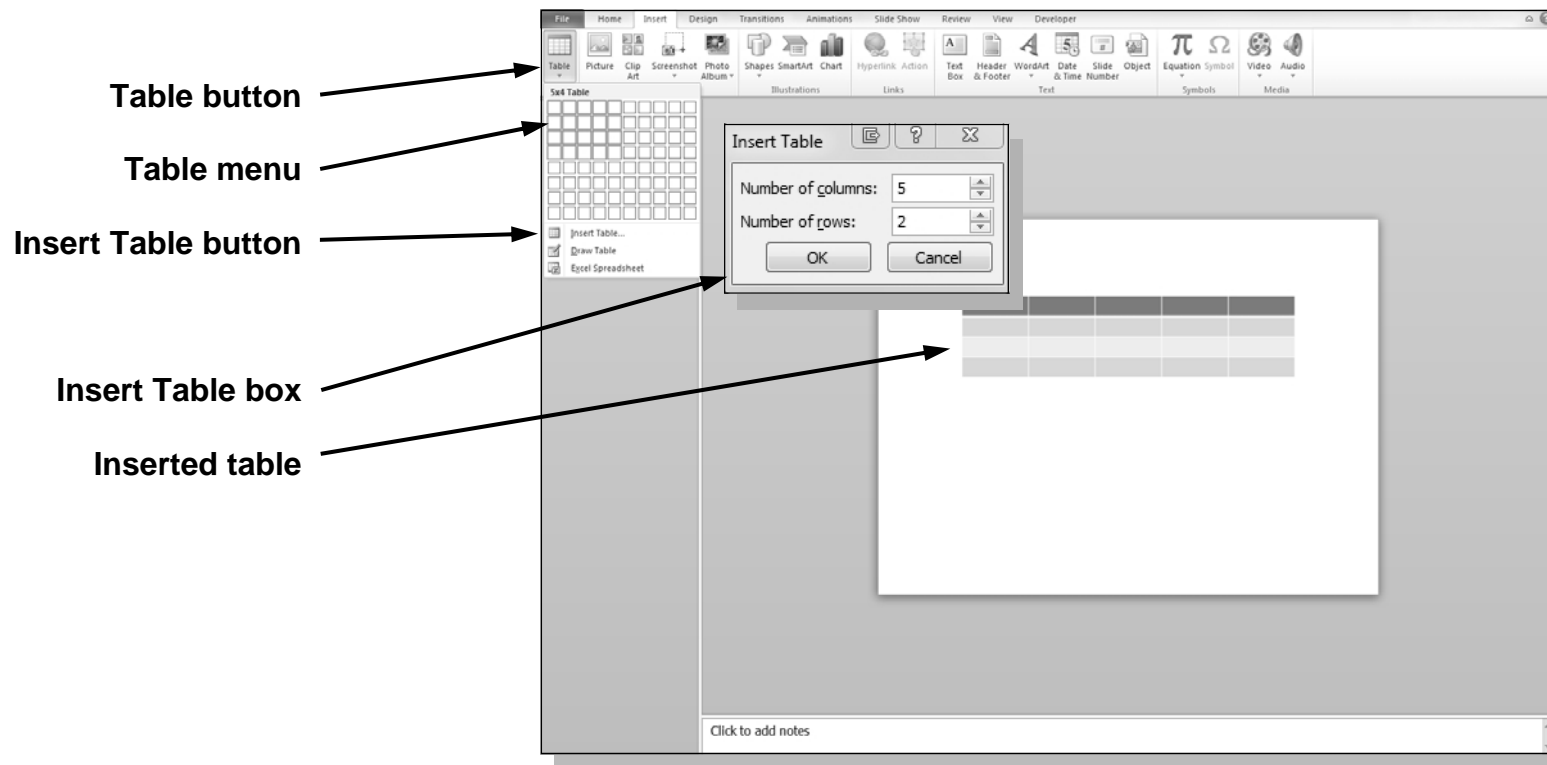 File Home Insert Design Transitions Animations Slide Show Review View Developer
Table Picture Clip Art Screenshot Photo Album Shapes SmartArt Chart Hyperlink Action Text Box Header & Footer WordArt Date & Time Slide Number Object Equation Symbol Video Audio
Illustrations Links Text Symbols Media
5x4 Table
Insert Table...
Draw Table
Excel Spreadsheet
Insert Table
Number of columns: 5
Number of rows: 2
OK Cancel
Click to add notes
Table button
Table menu
Insert Table button
Insert Table box
Inserted table